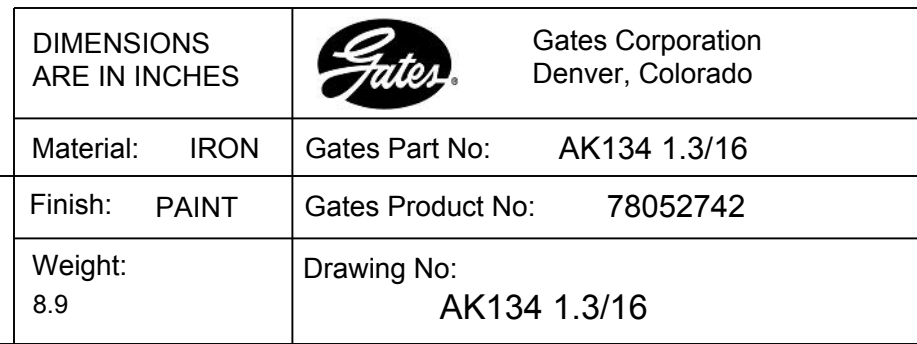 DIMENSIONS
ARE IN INCHES
Gates®
Gates Corporation
Denver, Colorado
Material: IRON
Gates Part No: AK134 1.3/16
Finish: PAINT
Gates Product No: 78052742
Weight:
8.9
Drawing No:
AK134 1.3/16